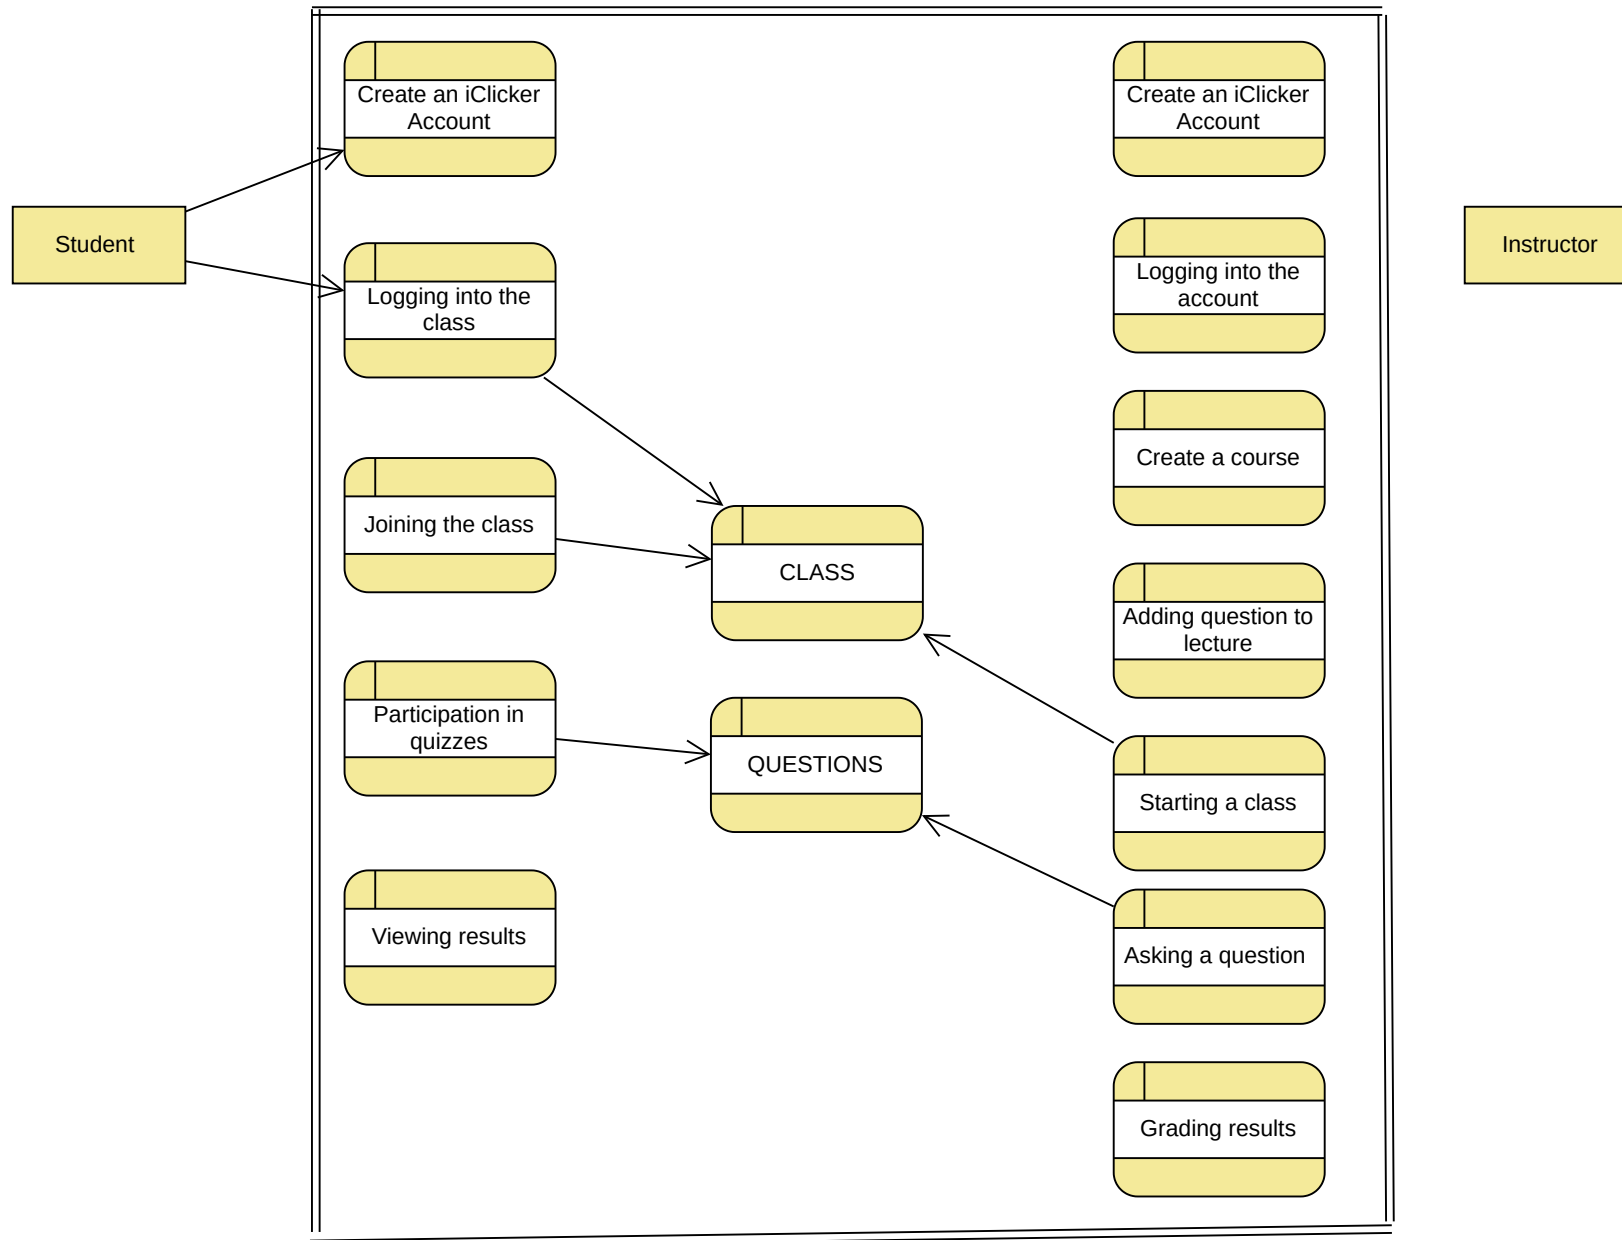 Create an iClicker
Account
Create an iClicker
Account
Student
Instructor
Logging into the
class
Logging into the
account
Joining the class
Create a course
CLASS
Adding question to
lecture
Participation in
quizzes
QUESTIONS
Starting a class
Viewing results
Asking a question
Grading results